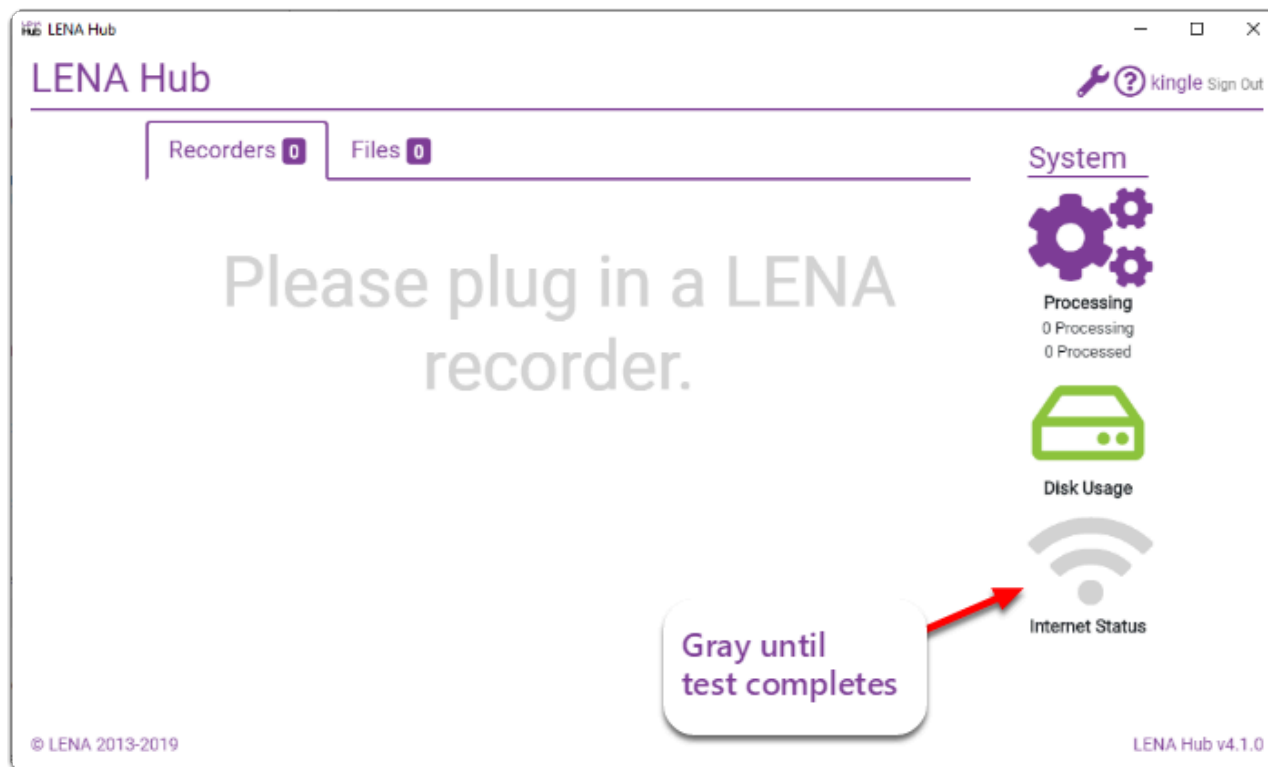 LENA Hub LENA Hub
LENA Hub
kingle Sign Out
Recorders 0 Files 0
Please plug in a LENA
recorder.
System
Processing
0 Processing
0 Processed
Disk Usage
Internet Status
Gray until
test completes
© LENA 2013-2019
LENA Hub v4.1.0